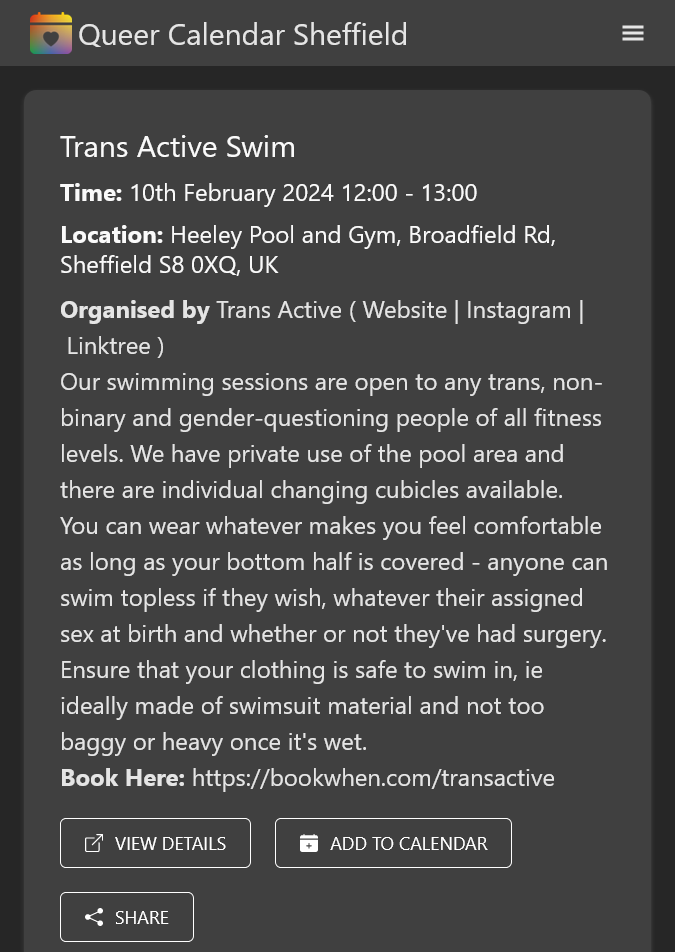 Queer Calendar Sheffield
Trans Active Swim
Time: 10th February 2024 12:00 - 13:00
Location: Heeley Pool and Gym, Broadfield Rd,
Sheffield S8 0XQ, UK
Organised by Trans Active ( Website | Instagram |
Linktree )
Our swimming sessions are open to any trans, non-
binary and gender-questioning people of all fitness
levels. We have private use of the pool area and
there are individual changing cubicles available.
You can wear whatever makes you feel comfortable
as long as your bottom half is covered - anyone can
swim topless if they wish, whatever their assigned
sex at birth and whether or not they've had surgery.
Ensure that your clothing is safe to swim in, ie
ideally made of swimsuit material and not too
baggy or heavy once it's wet.
Book Here: https://bookwhen.com/transactive
VIEW DETAILS
ADD TO CALENDAR
SHARE